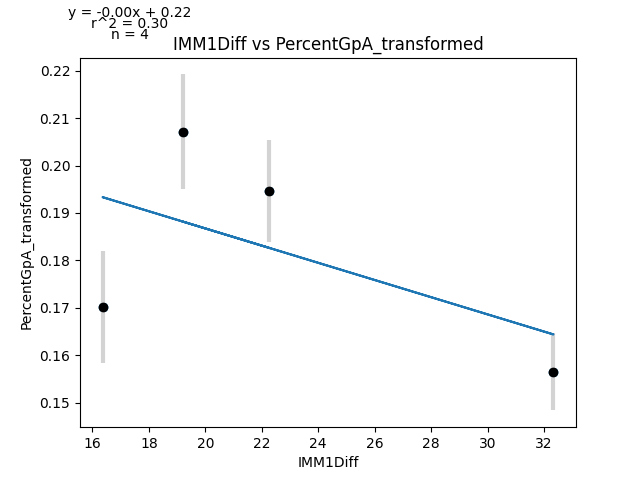 y = -0.00x + 0.22
r^2 = 0.30
n = 4
IMM1Diff vs PercentGpA_transformed
0.22
0.21
0.20
0.19
0.18
0.17
0.16
0.15
PercentGpA_transformed
16 18 20 22 24 26 28 30 32
IMM1Diff